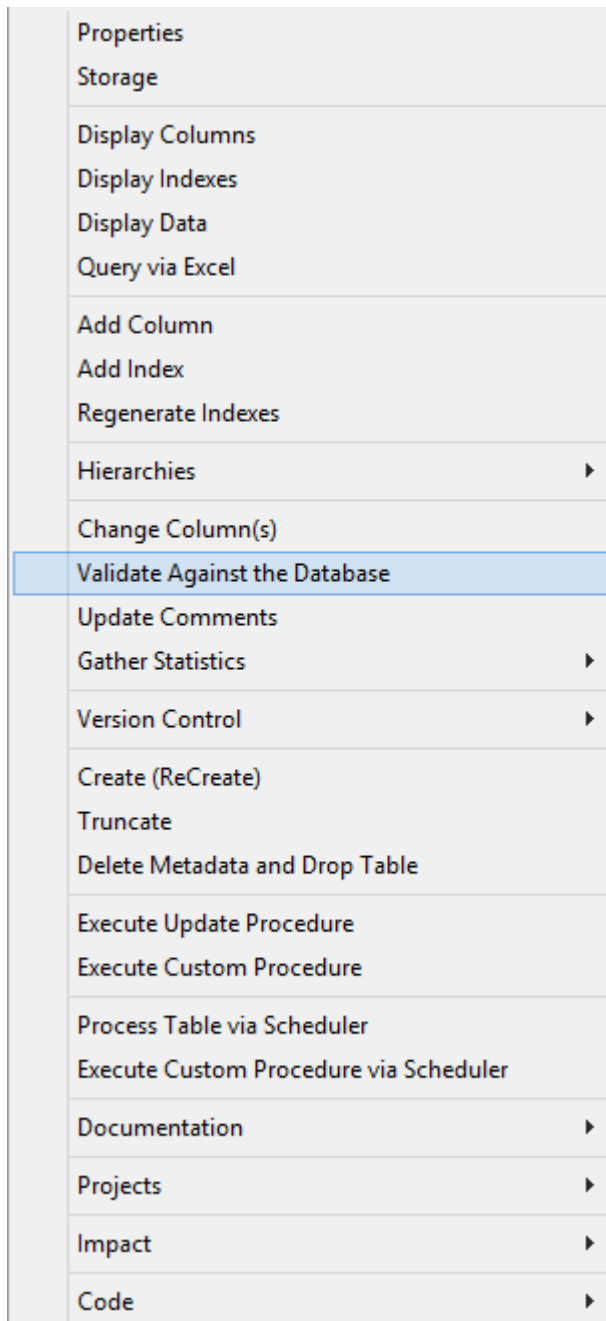 Properties
Storage
Display Columns
Display Indexes
Display Data
Query via Excel
Add Column
Add Index
Regenerate Indexes
Hierarchies
Change Column(s)
Validate Against the Database
Update Comments
Gather Statistics
Version Control
Create (ReCreate)
Truncate
Delete Metadata and Drop Table
Execute Update Procedure
Execute Custom Procedure
Process Table via Scheduler
Execute Custom Procedure via Scheduler
Documentation
Projects
Impact
Code